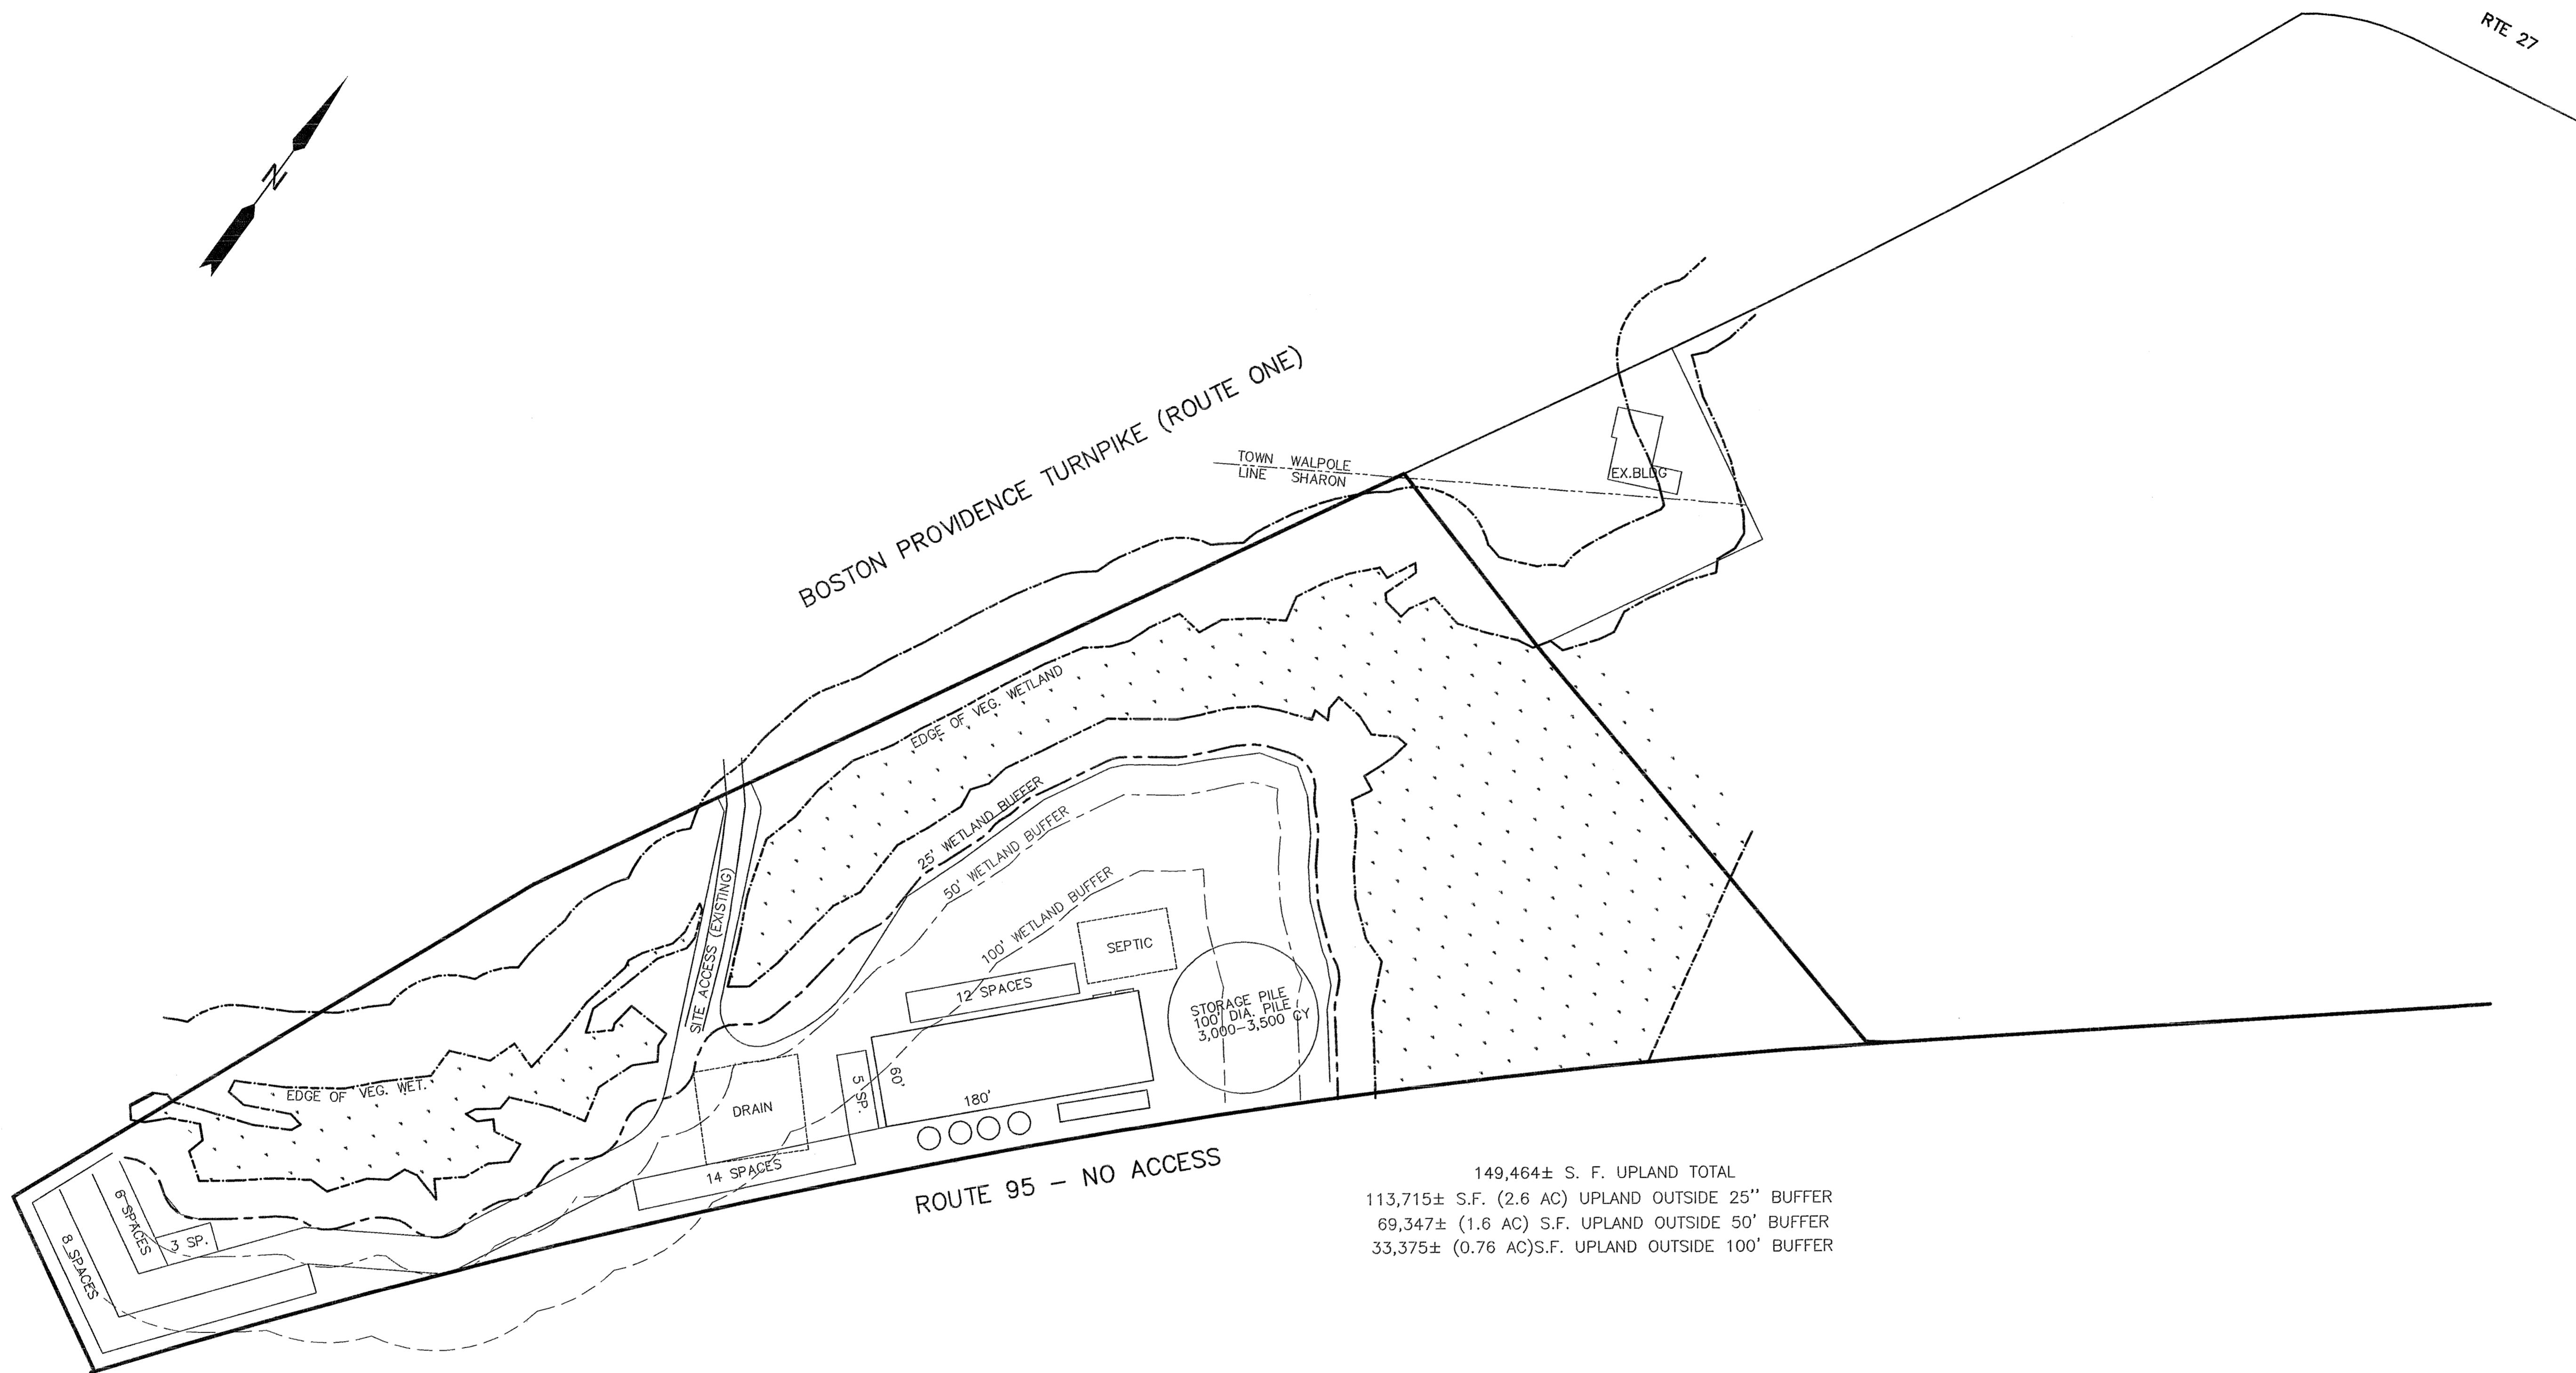 RTE 27
N
BOSTON PROVIDENCE TURNPIKE (ROUTE ONE)
TOWN WALPOLE
LINE SHARON
EX.BLDG
EDGE OF VEG. WETLAND
25' WETLAND BUFFER
50' WETLAND BUFFER
100' WETLAND BUFFER
SITE ACCESS (EXISTING)
SEPTIC
12 SPACES
STORAGE PILE
100' DIA. PILE
3,000-3,500 CY
60'
180'
5 SP.
DRAIN
14 SPACES
EDGE OF VEG. WET.
6 SPACES
3 SP.
8 SPACES
ROUTE 95 - NO ACCESS
149,464± S. F. UPLAND TOTAL
113,715± S.F. (2.6 AC) UPLAND OUTSIDE 25'' BUFFER
69,347± (1.6 AC) S.F. UPLAND OUTSIDE 50' BUFFER
33,375± (0.76 AC)S.F. UPLAND OUTSIDE 100' BUFFER